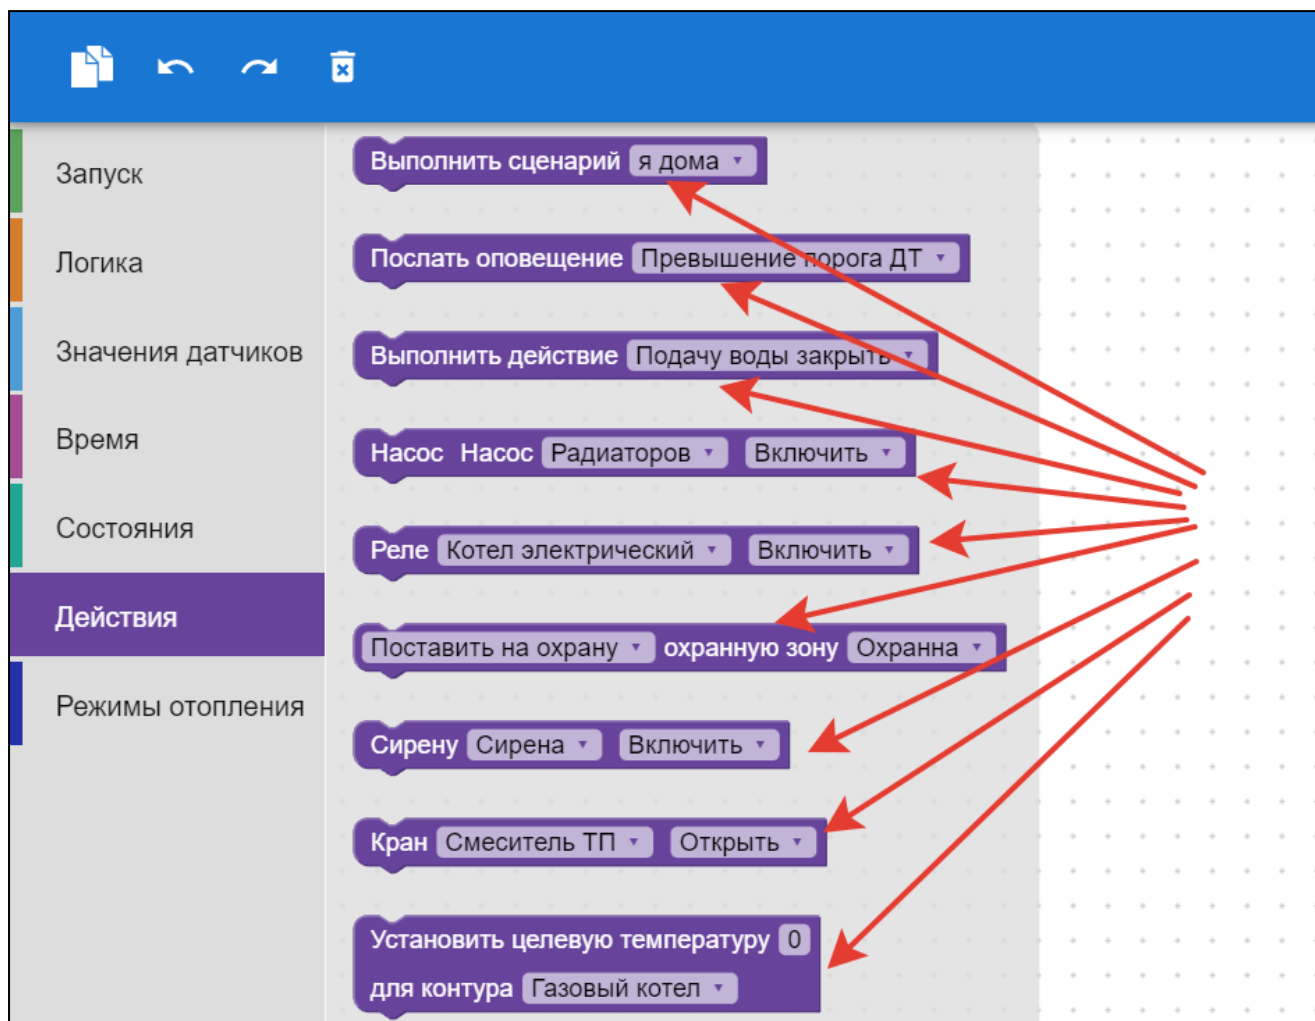 Запуск
Логика
Значения датчиков
Время
Состояния
Действия
Режимы отопления
Выполнить сценарий я дома
Послать оповещение Превышение порога ДТ
Выполнить действие Подачу воды закрыть
Насос Насос Радиаторов Включить
Реле Котел электрический Включить
Поставить на охрану охранную зону Охранна
Сирену Сирена Включить
Кран Смеситель ТП Открыть
Установить целевую температуру 0
для контура Газовый котел